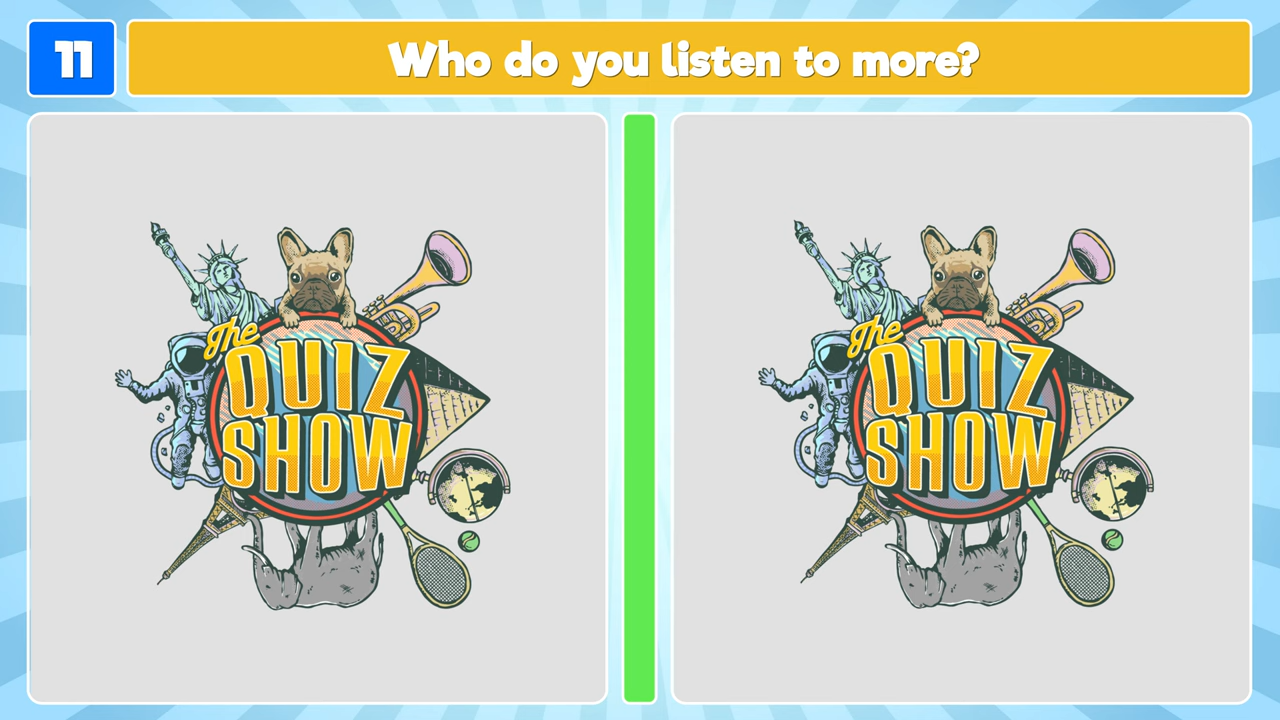 11
Who do you listen to more?
The
QUIZ
SHOW
The
QUIZ
SHOW